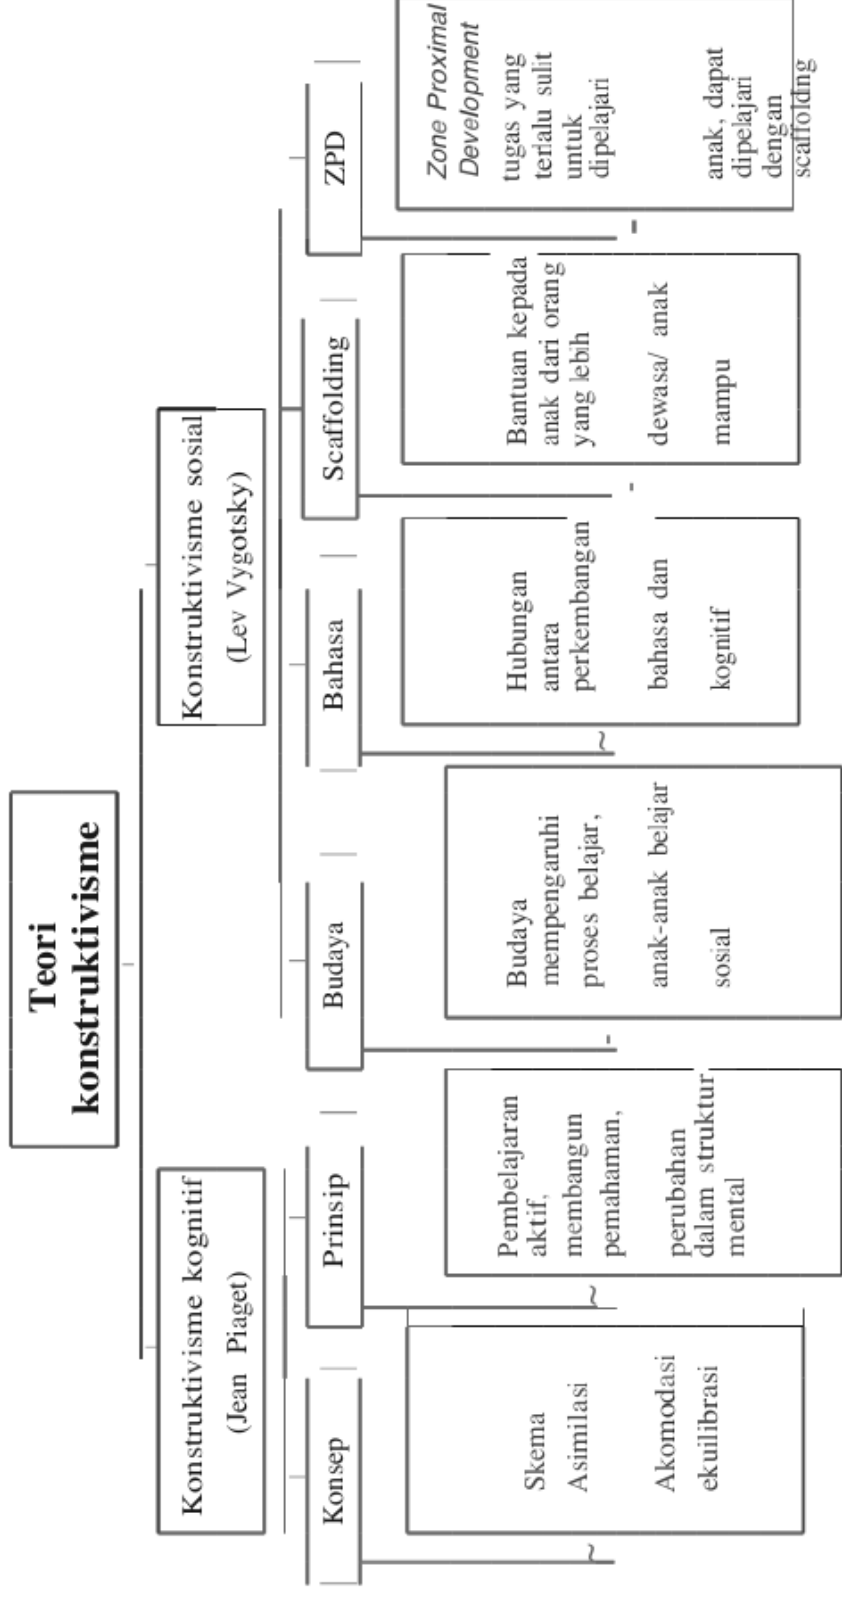 Teori
konstruktivisme
Konstruktivisme kognitif
(Jean Piaget)
Konstruktivisme sosial
(Lev Vygotsky)
Konsep
Prinsip
Budaya
Bahasa
Scaffolding
ZPD
Skema
Asimilasi
Akomodasi
ekuilibrasi
Pembelajaran
aktif,
membangun
pemahaman,
perubahan
dalam struktur
mental
Budaya
mempengaruhi
proses belajar,
anak-anak belajar
sosial
Hubungan
antara
perkembangan
bahasa dan
kognitif
Bantuan kepada
anak dari orang
yang lebih
dewasa/ anak
mampu
Zone Proximal
Development
tugas yang
terlalu sulit
untuk
dipelajari
anak, dapat
dipelajari
dengan
scaffoldng